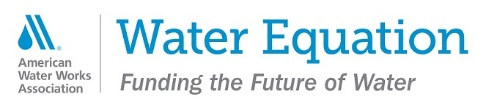 American
Water Works
Association
®
Water Equation
Funding the Future of Water